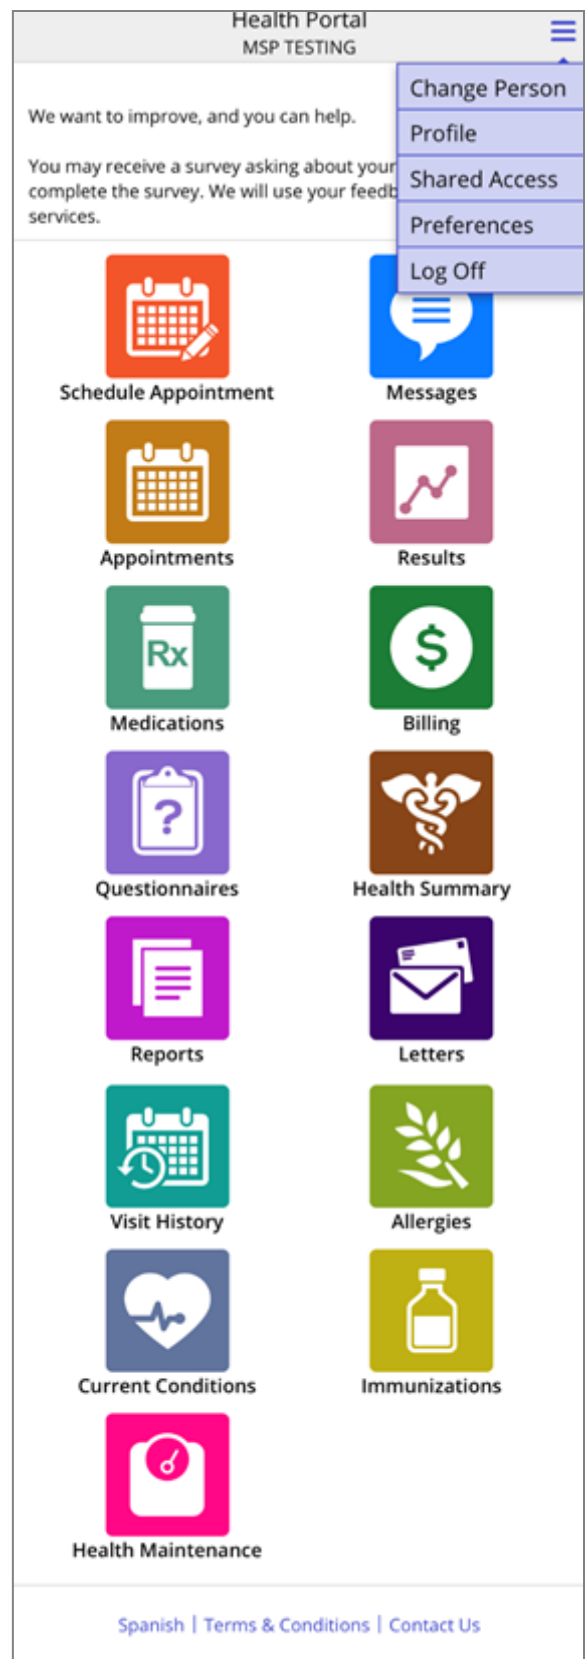 Health Portal
MSP TESTING
Change Person
Profile
Shared Access
Preferences
Log Off
We want to improve, and you can help.
You may receive a survey asking about your
complete the survey. We will use your feedb
services.
Schedule Appointment
Messages
Appointments
Results
Rx
Medications
$
Billing
?
Questionnaires
Health Summary
Reports
Letters
Visit History
Allergies
Current Conditions
Immunizations
Health Maintenance
Spanish | Terms & Conditions | Contact Us